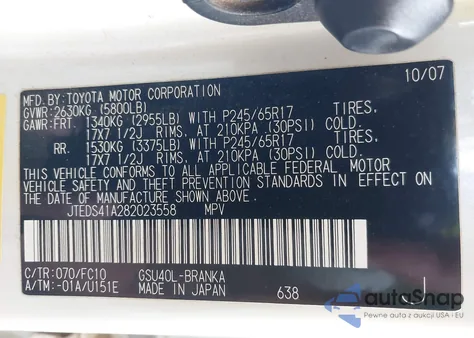 10/07
MFD. BY: TOYOTA MOTOR CORPORATION
GVWR: 2630KG (5800LB)
GAWR: FRT 1340KG (2955LB) WITH P245/65R17 TIRES,
17X7 1/2J RIMS, AT 210KPA (30PSI) COLD.
RR. 1530KG (3375LB) WITH P245/65R17 TIRES,
17X7 1/2J RIMS, AT 210KPA (30PSI) COLD.
THIS VEHICLE CONFORMS TO ALL APPLICABLE FEDERAL MOTOR
VEHICLE SAFETY AND THEFT PREVENTION STANDARDS IN EFFECT ON
THE DATE OF MANUFACTURE SHOWN ABOVE.
JTEDS41A282023558 MPV
C/TR: 070/FC10 GSU40L-BRANKA
A/TM: -01A/U151E MADE IN JAPAN 638 J
autoSnap
Pewne auta z aukcji USA i EU